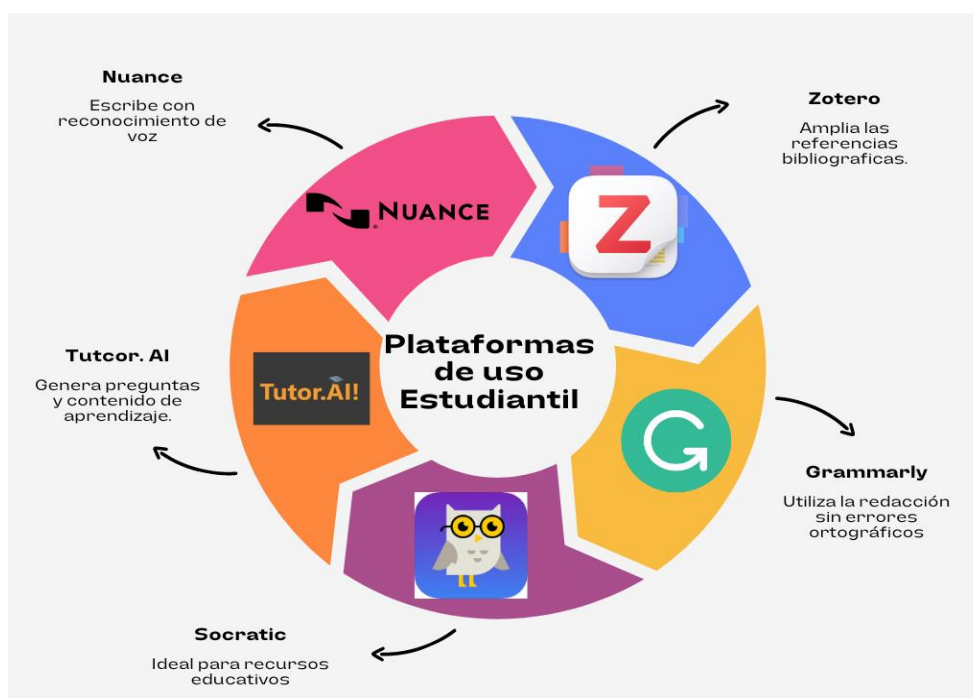 Nuance
Escribe con
reconocimiento de
voz
Zotero
Amplia las
referencias
bibliograficas.
NUANCE
Z
Plataformas
de uso
Estudiantil
Tutcor. AI
Genera preguntas
y contenido de
aprendizaje.
Tutor.AI!
G
Grammarly
Utiliza la redacción
sin errores
ortográficos
Socratic
Ideal para recursos
educativos